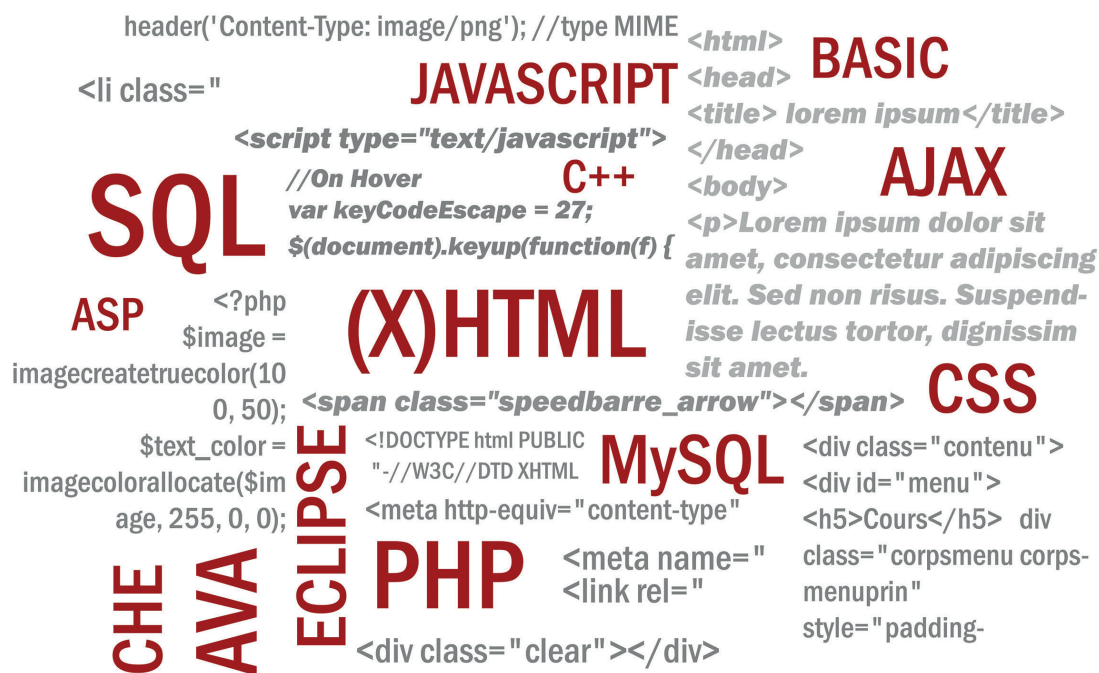 header('Content-Type: image/png'); //type MIME
<li class="
JAVASCRIPT
<script type="text/javascript">
SQL
//On Hover
var keyCodeEscape = 27;
$(document).keyup(function(f) {
C++
<html>
<head>
<title> lorem ipsum</title>
</head>
<body>
<p>Lorem ipsum dolor sit
amet, consectetur adipiscing
elit. Sed non risus. Suspend-
isse lectus tortor, dignissim
sit amet.
BASIC
AJAX
ASP
<?php
$image =
imagecreatetruecolor(10
0, 50);
$text_color =
imagecolorallocate($im
age, 255, 0, 0);
(X)HTML
<span class="speedbarre_arrow"></span>
CSS
ECLIPSE
<!DOCTYPE html PUBLIC
"-//W3C//DTD XHTML
MySQL
<meta http-equiv="content-type"
PHP
<meta name="
<link rel="
<div class="contenu">
<div id="menu">
<h5>Cours</h5> div
class="corpsmenu corps-
menuprin"
style="padding-
CHE
AVA
<div class="clear"></div>